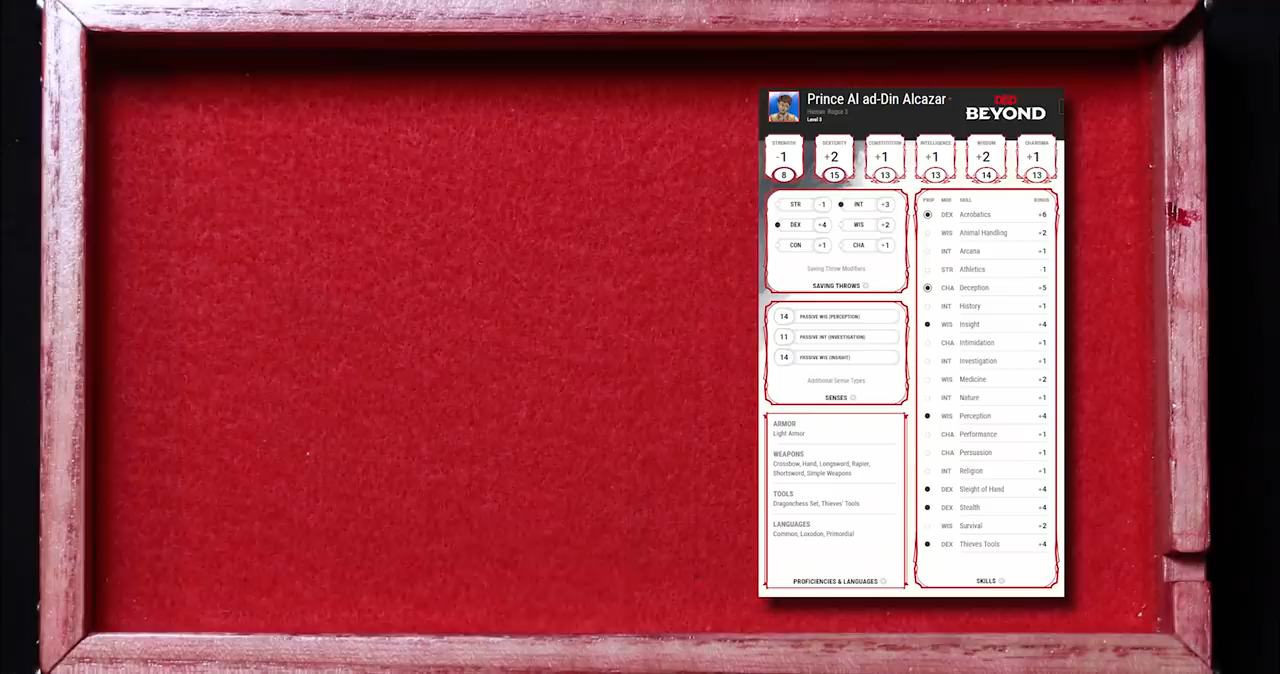 Prince Al ad-Din Alcazar
Human Rogue 3
Level 3
D&D
BEYOND
STRENGTH DEXTERITY CONSTITUTION INTELLIGENCE WISDOM CHARISMA
-1 +2 +1 +1 +2 +1
8 15 13 13 14 13
STR -1 INT +3
DEX +4 WIS +2
CON +1 CHA +1
Saving Throw Modifiers
SAVING THROWS
14 PASSIVE WIS (PERCEPTION)
11 PASSIVE INT (INVESTIGATION)
14 PASSIVE WIS (INSIGHT)
Additional Sense Types
SENSES
ARMOR
Light Armor
WEAPONS
Crossbow, Hand, Longsword, Rapier,
Shortsword, Simple Weapons
TOOLS
Dragonchess Set, Thieves' Tools
LANGUAGES
Common, Loxodon, Primordial
PROFICIENCIES & LANGUAGES
PROF MOD SKILL BONUS
DEX Acrobatics +6
WIS Animal Handling +2
INT Arcana +1
STR Athletics -1
CHA Deception +5
INT History +1
WIS Insight +4
CHA Intimidation +1
INT Investigation +1
WIS Medicine +2
INT Nature +1
WIS Perception +4
CHA Performance +1
CHA Persuasion +1
INT Religion +1
DEX Sleight of Hand +4
DEX Stealth +4
WIS Survival +2
DEX Thieves Tools +4
SKILLS